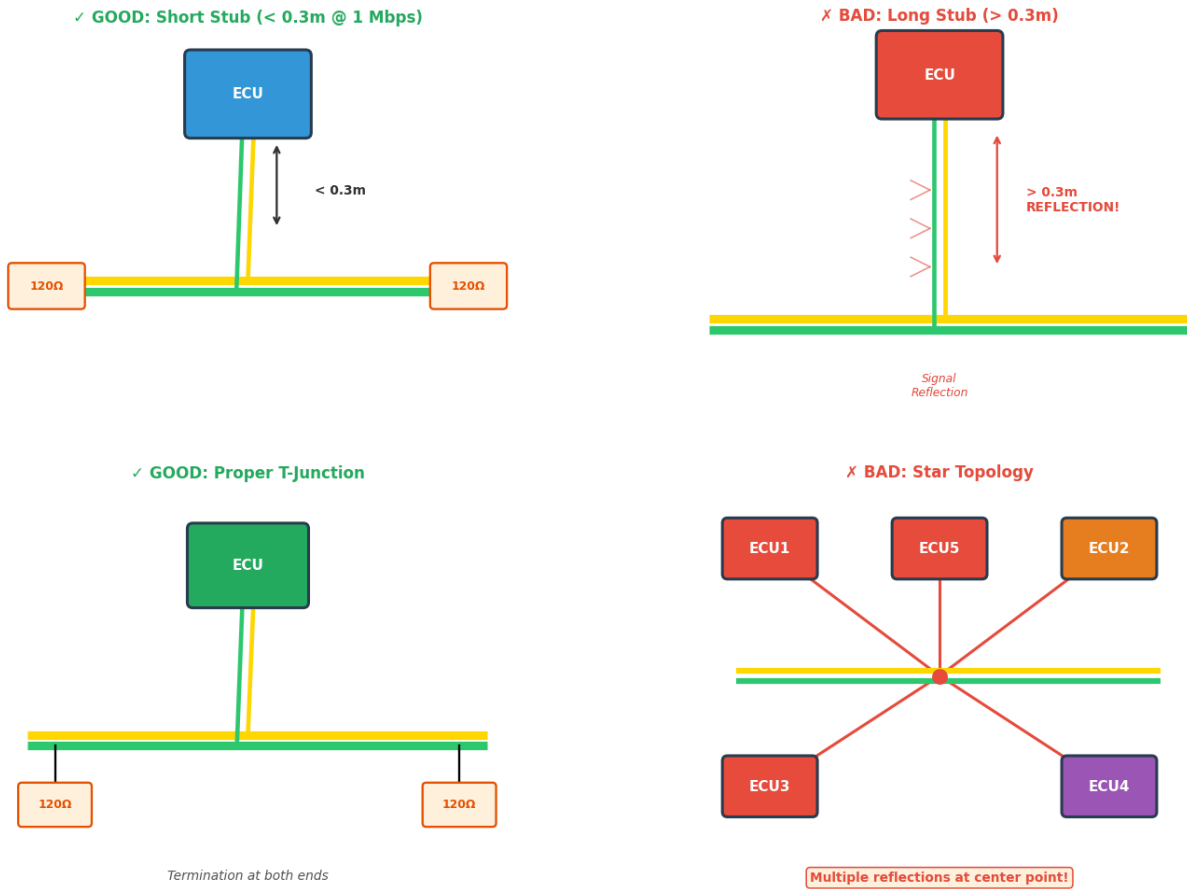 ✓ GOOD: Short Stub (< 0.3m @ 1 Mbps)
ECU
< 0.3m
120Ω
120Ω
✗ BAD: Long Stub (> 0.3m)
ECU
> 0.3m
REFLECTION!
Signal
Reflection
✓ GOOD: Proper T-Junction
ECU
120Ω
120Ω
Termination at both ends
✗ BAD: Star Topology
ECU1
ECU5
ECU2
ECU3
ECU4
Multiple reflections at center point!